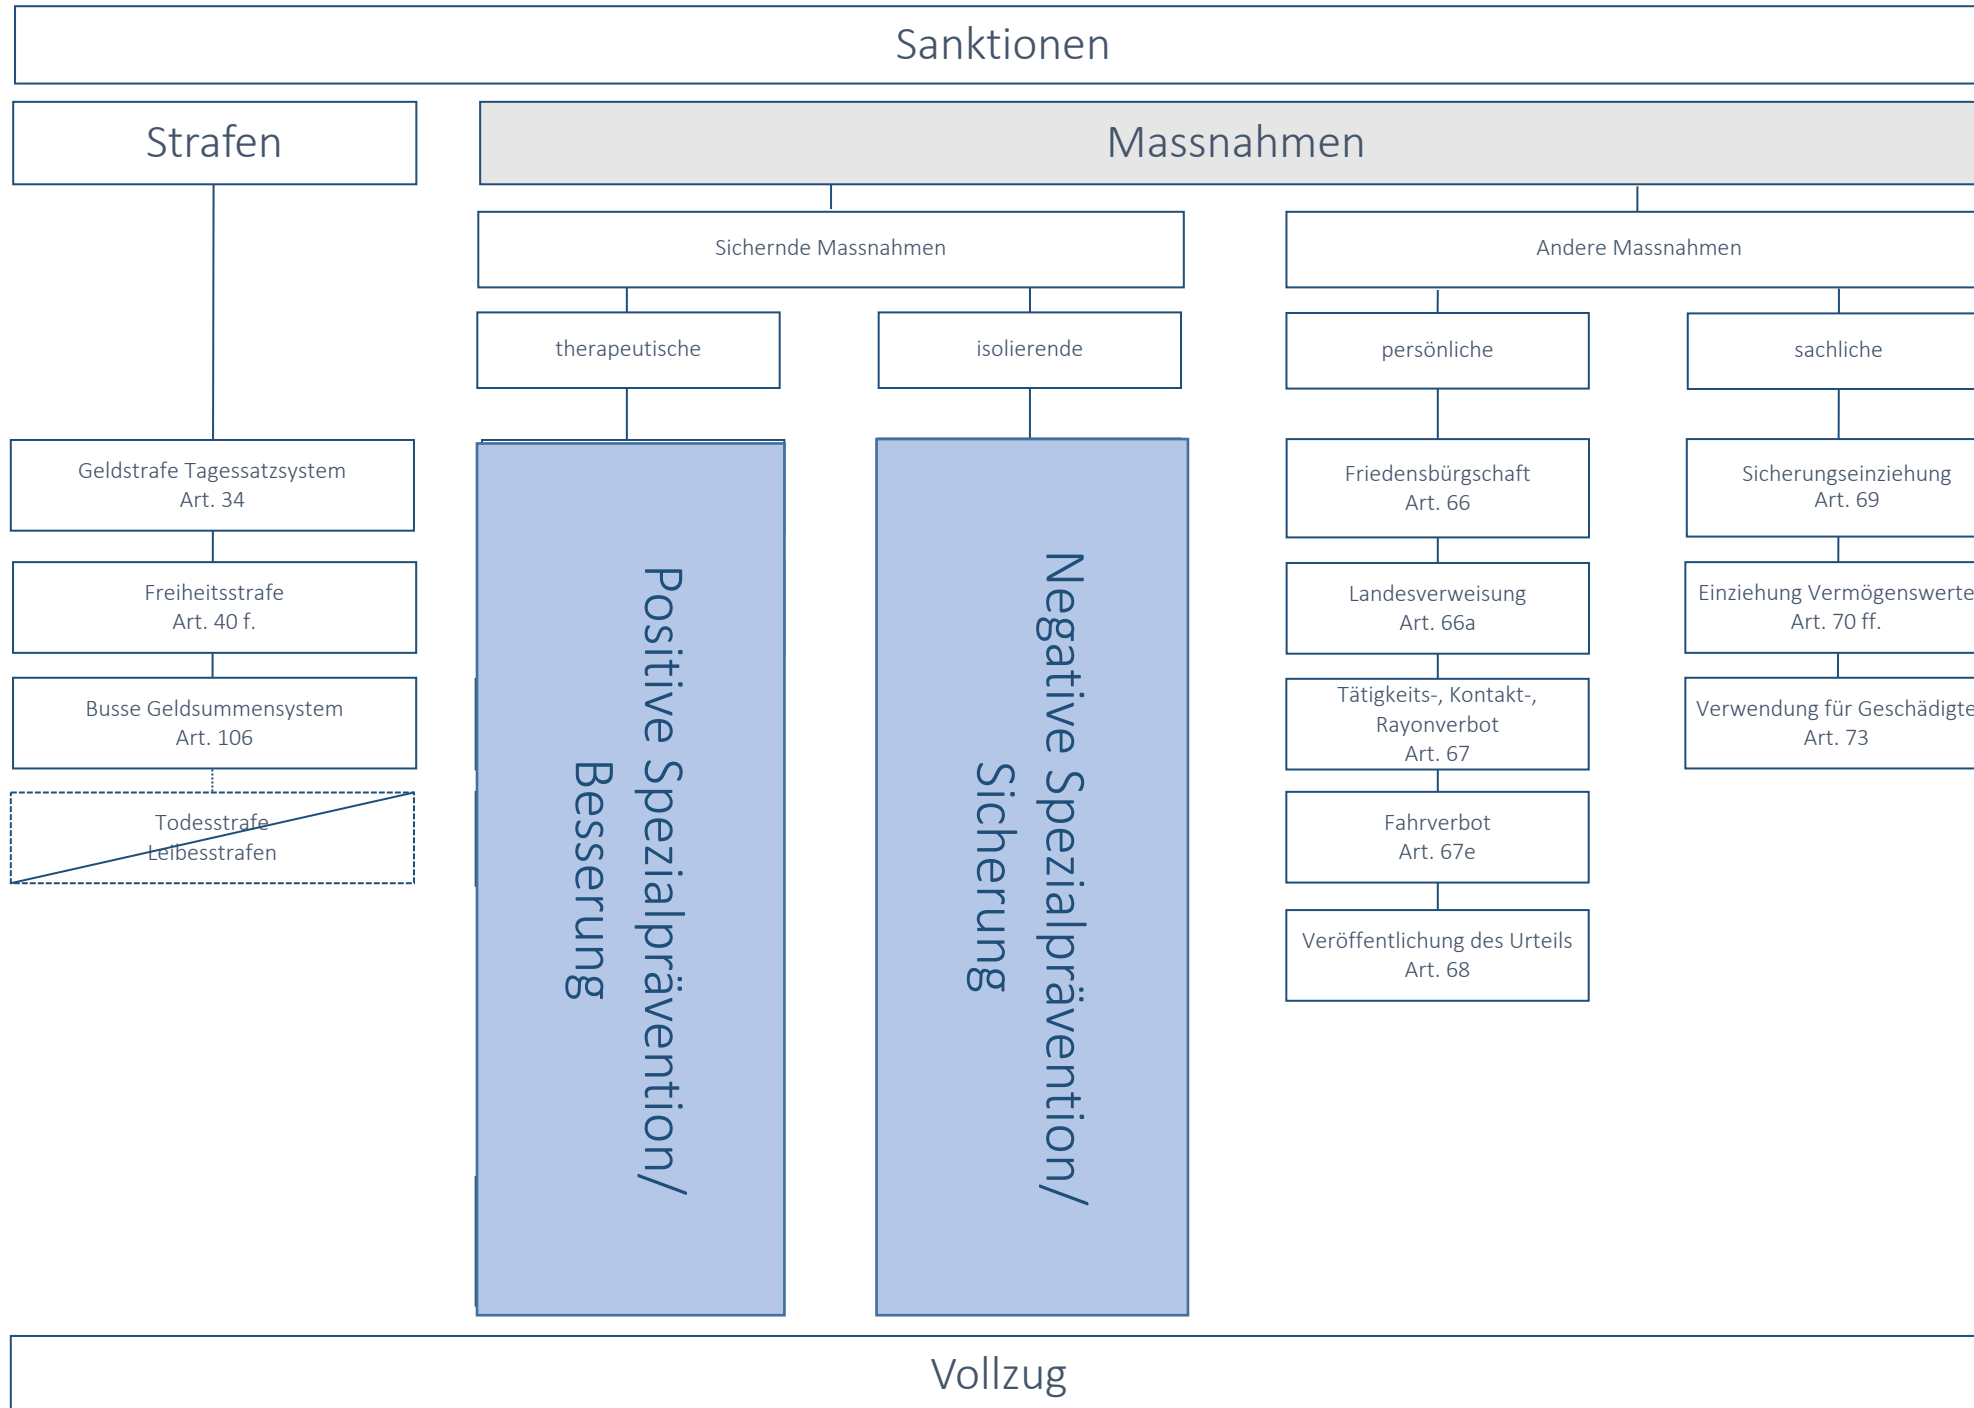 Sanktionen
Strafen
Massnahmen
Sichernde Massnahmen
Andere Massnahmen
therapeutische
isolierende
persönliche
sachliche
Geldstrafe Tagessatzsystem
Art. 34
Freiheitsstrafe
Art. 40 f.
Busse Geldsummensystem
Art. 106
Todesstrafe
Leibesstrafen
Positive Spezialprävention/
Besserung
Negative Spezialprävention/
Sicherung
Friedensbürgschaft
Art. 66
Landesverweisung
Art. 66a
Tätigkeits-, Kontakt-,
Rayonverbot
Art. 67
Fahrverbot
Art. 67e
Veröffentlichung des Urteils
Art. 68
Sicherungseinziehung
Art. 69
Einziehung Vermögenswerte
Art. 70 ff.
Verwendung für Geschädigte
Art. 73
Vollzug